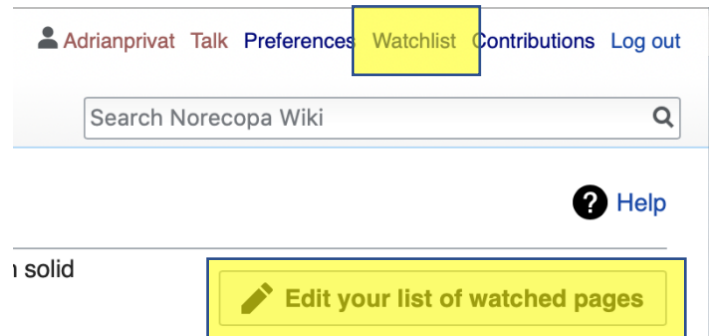 Adrianprivat Talk Preferences Watchlist Contributions Log out
Search Norecopa Wiki
? Help
solid
Edit your list of watched pages